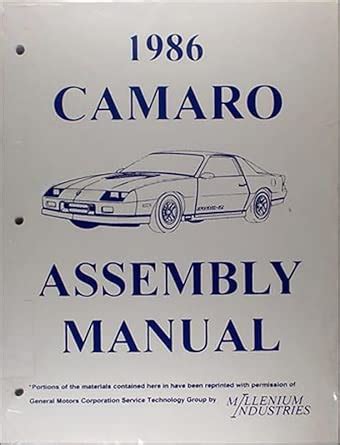 1986
CAMARO
ASSEMBLY
MANUAL
*Portions of the materials contained here in have been reprinted with permission of
General Motors Corporation Service Technology Group by
MILLENIUM
INDUSTRIES